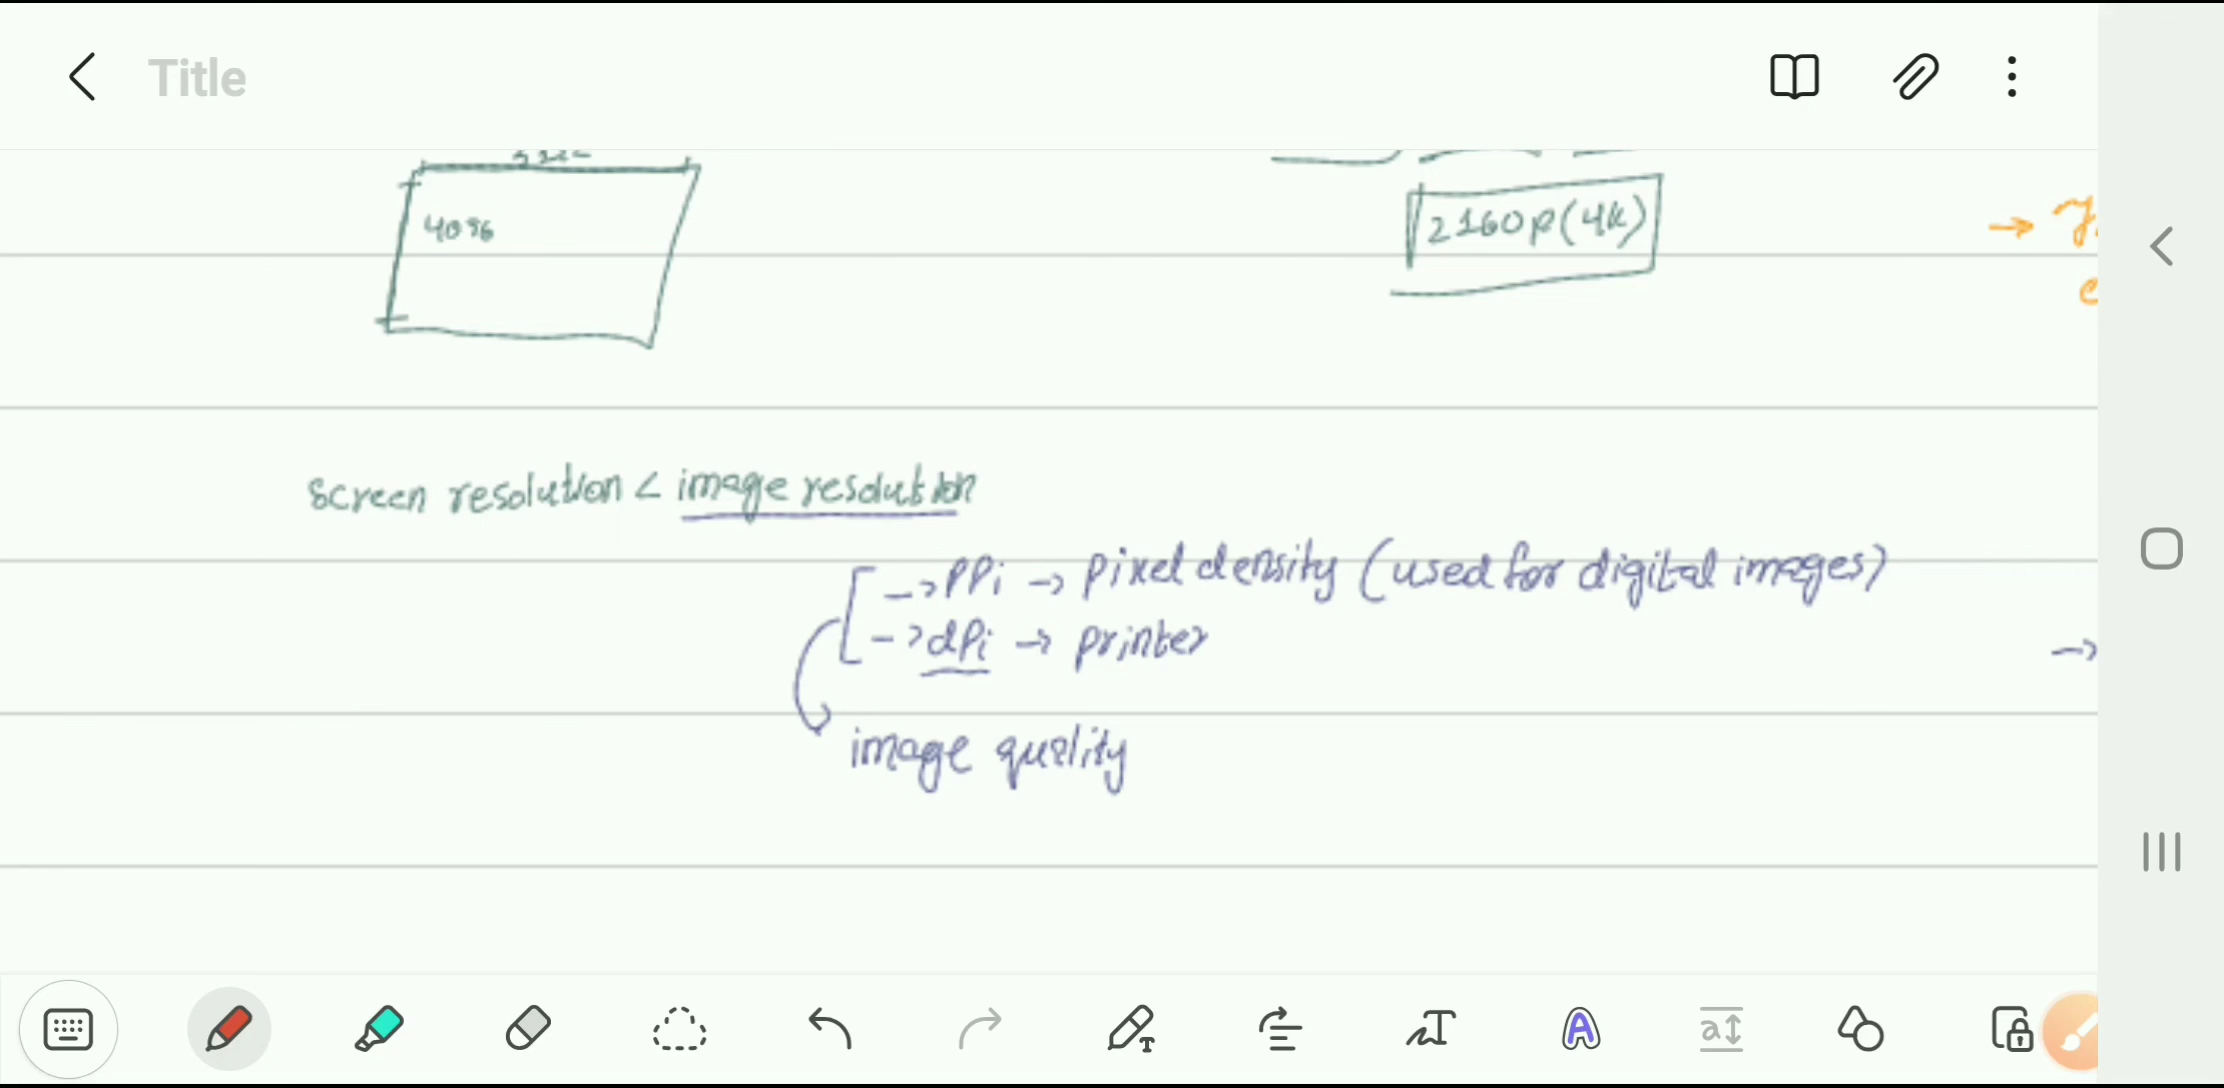 Title
4096
2160p(4k)
screen resolution < image resolution
→ PPi → pixel density (used for digital images)
→ dPi → printer
→
image quality